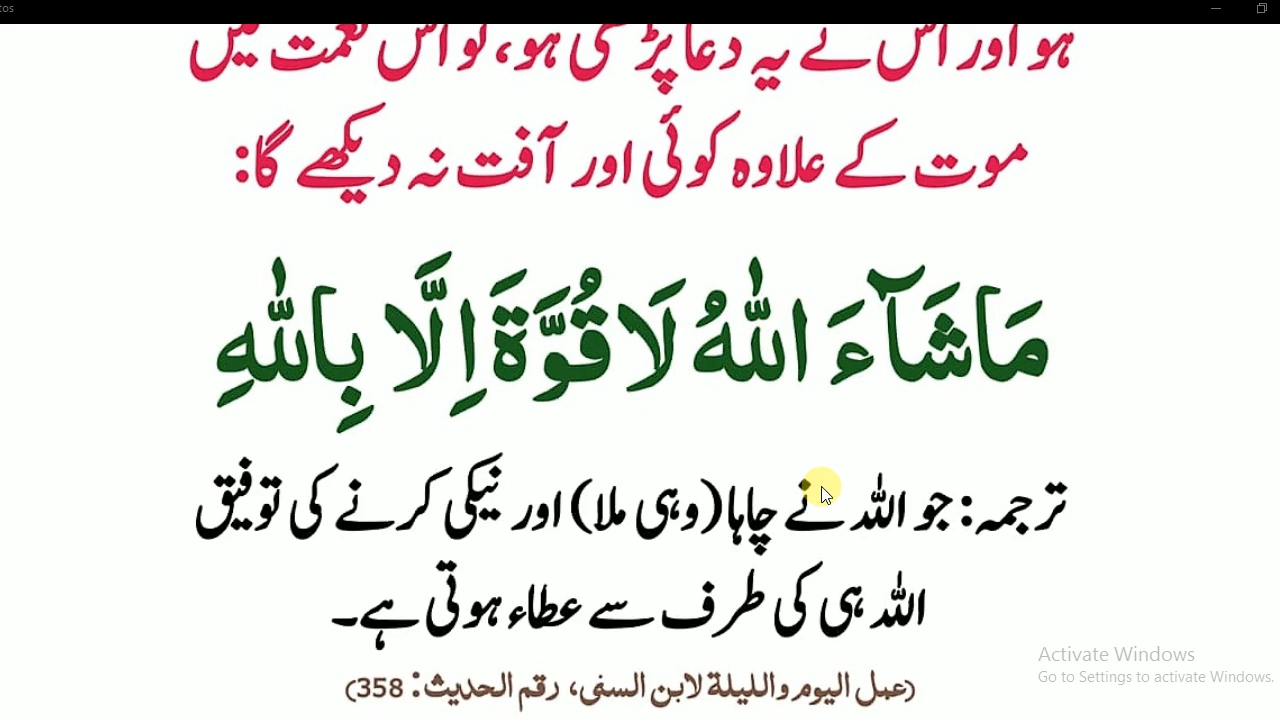 tos
ہو اور اس نے یہ دعا پڑھی ہو، تو اس نعمت میں
موت کے علاوہ کوئی اور آفت نہ دیکھے گا:
مَاشَآءَ اللّٰهُ لَا قُوَّةَ اِلَّا بِاللّٰهِ
ترجمہ: جو اللہ نے چاہا (وہی ملا) اور نیکی کرنے کی توفیق
اللہ ہی کی طرف سے عطاء ہوتی ہے۔
(عمل الیوم واللیلة لابن السنی، رقم الحدیث: 358)
Activate Windows
Go to Settings to activate Windows.